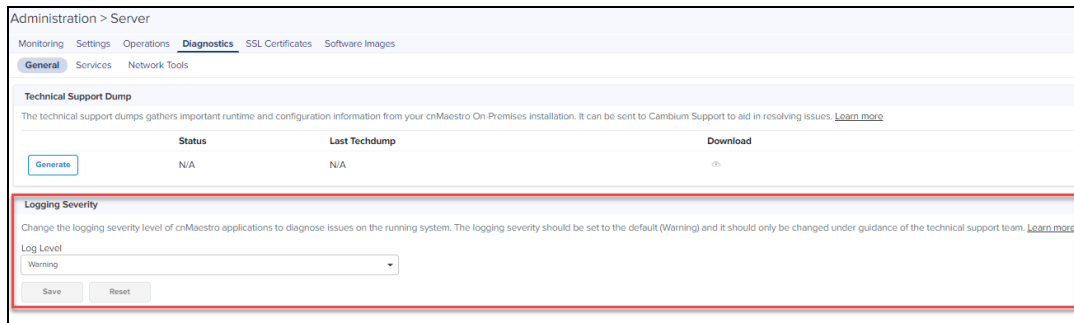 Administration > Server
Monitoring Settings Operations Diagnostics SSL Certificates Software Images
General Services Network Tools
Technical Support Dump
The technical support dumps gathers important runtime and configuration information from your cnMaestro On-Premises installation. It can be sent to Cambium Support to aid in resolving issues. Learn more
Status Last Techdump Download
Generate N/A N/A
Logging Severity
Change the logging severity level of cnMaestro applications to diagnose issues on the running system. The logging severity should be set to the default (Warning) and it should only be changed under guidance of the technical support team. Learn more
Log Level
Warning
Save Reset